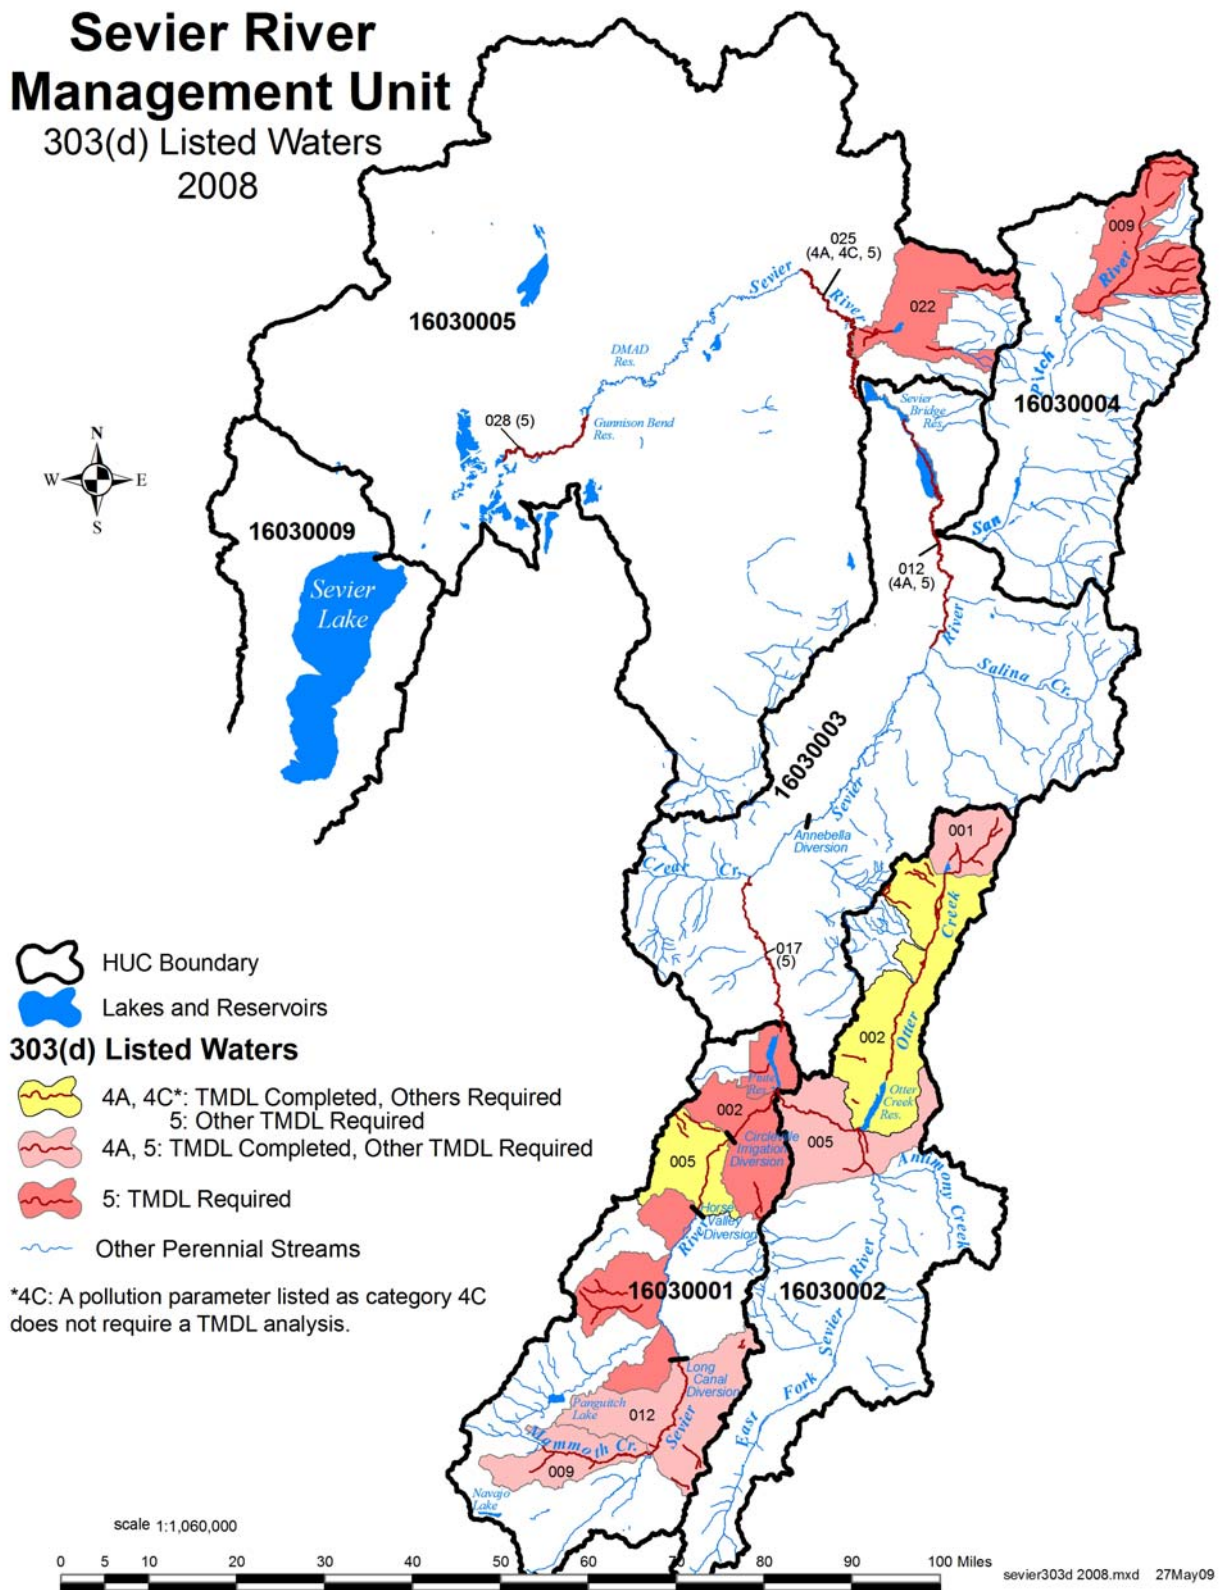 Sevier River
Management Unit
303(d) Listed Waters
2008
025
(4A, 4C, 5)
009
River
Sevier
River
022
16030005
DMAD
Res.
Pitch
16030004
Sevier
Bridge
Res.
028 (5)
Gunnison Bend
Res.
N
W
E
S
16030009
San
Sevier
Lake
012
(4A, 5)
River
Salina Cr.
16030003
Sevier
Annebella
Diversion
001
Clear Cr.
Creek
017
(5)
HUC Boundary
Lakes and Reservoirs
303(d) Listed Waters
4A, 4C*: TMDL Completed, Others Required
5: Other TMDL Required
4A, 5: TMDL Completed, Other TMDL Required
5: TMDL Required
Other Perennial Streams
*4C: A pollution parameter listed as category 4C
does not require a TMDL analysis.
002
Otter
Piute
Res.
Otter
Creek
Res.
002
Circleville
Irrigation
Diversion
005
005
Antimony Creek
Horse
Valley
Diversion
River
River
16030001
16030002
Sevier
Long
Canal
Diversion
Fork
Panguitch
Lake
012
Sevier
East
Mammoth Cr.
009
Navajo
Lake
scale 1:1,060,000
0 5 10 20 30 40 50 60 70 80 90 100 Miles
sevier303d 2008.mxd 27May09